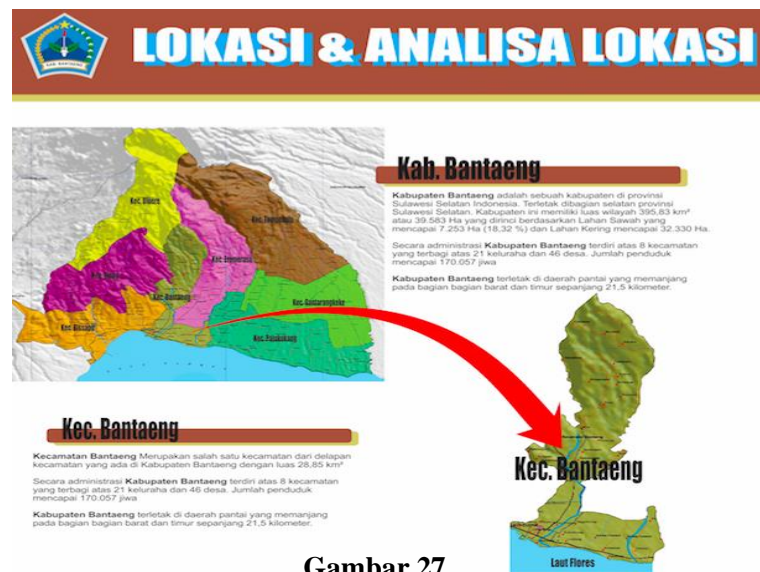 LOKASI & ANALISA LOKASI
Kab. Bantaeng
Kabupaten Bantaeng adalah sebuah kabupaten di provinsi
Sulawesi Selatan Indonesia. Terletak dibagian selatan provinsi
Sulawesi Selatan. Kabupaten ini memiliki luas wilayah 395,83 km²
atau 39.583 Ha yang dirinci berdasarkan Lahan Sawah yang
mencapai 7.253 Ha (18,32 %) dan Lahan Kering mencapai 32.330 Ha.
Secara administrasi Kabupaten Bantaeng terdiri atas 8 kecamatan
yang terbagi atas 21 keluraha dan 46 desa. Jumlah penduduk
mencapai 170.057 jiwa
Kabupaten Bantaeng terletak di daerah pantai yang memanjang
pada bagian bagian barat dan timur sepanjang 21,5 kilometer.
Kec. Bantaeng
Kec. Bissappu
Kec. Gantarangkeke
Kec. Pa'jukukang
Kec. Bantaeng
Kecamatan Bantaeng Merupakan salah satu kecamatan dari delapan
kecamatan yang ada di Kabupaten Bantaeng dengan luas 28,85 km²
Secara administrasi Kabupaten Bantaeng terdiri atas 8 kecamatan
yang terbagi atas 21 keluraha dan 46 desa. Jumlah penduduk
mencapai 170.057 jiwa
Kabupaten Bantaeng terletak di daerah pantai yang memanjang
pada bagian bagian barat dan timur sepanjang 21,5 kilometer.
Kec. Bantaeng
Laut Flores
Gambar 27